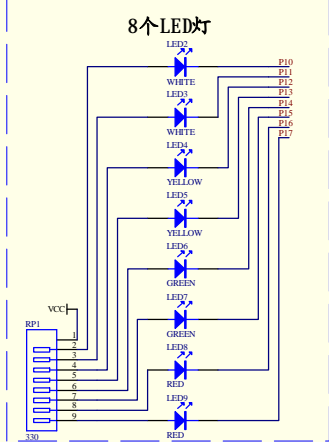 8个LED灯
LED2
WHITE
LED3
WHITE
LED4
YELLOW
LED5
YELLOW
LED6
GREEN
LED7
GREEN
LED8
RED
LED9
RED
P10
P11
P12
P13
P14
P15
P16
P17
VCC
RP1
1
2
3
4
5
6
7
8
9
330